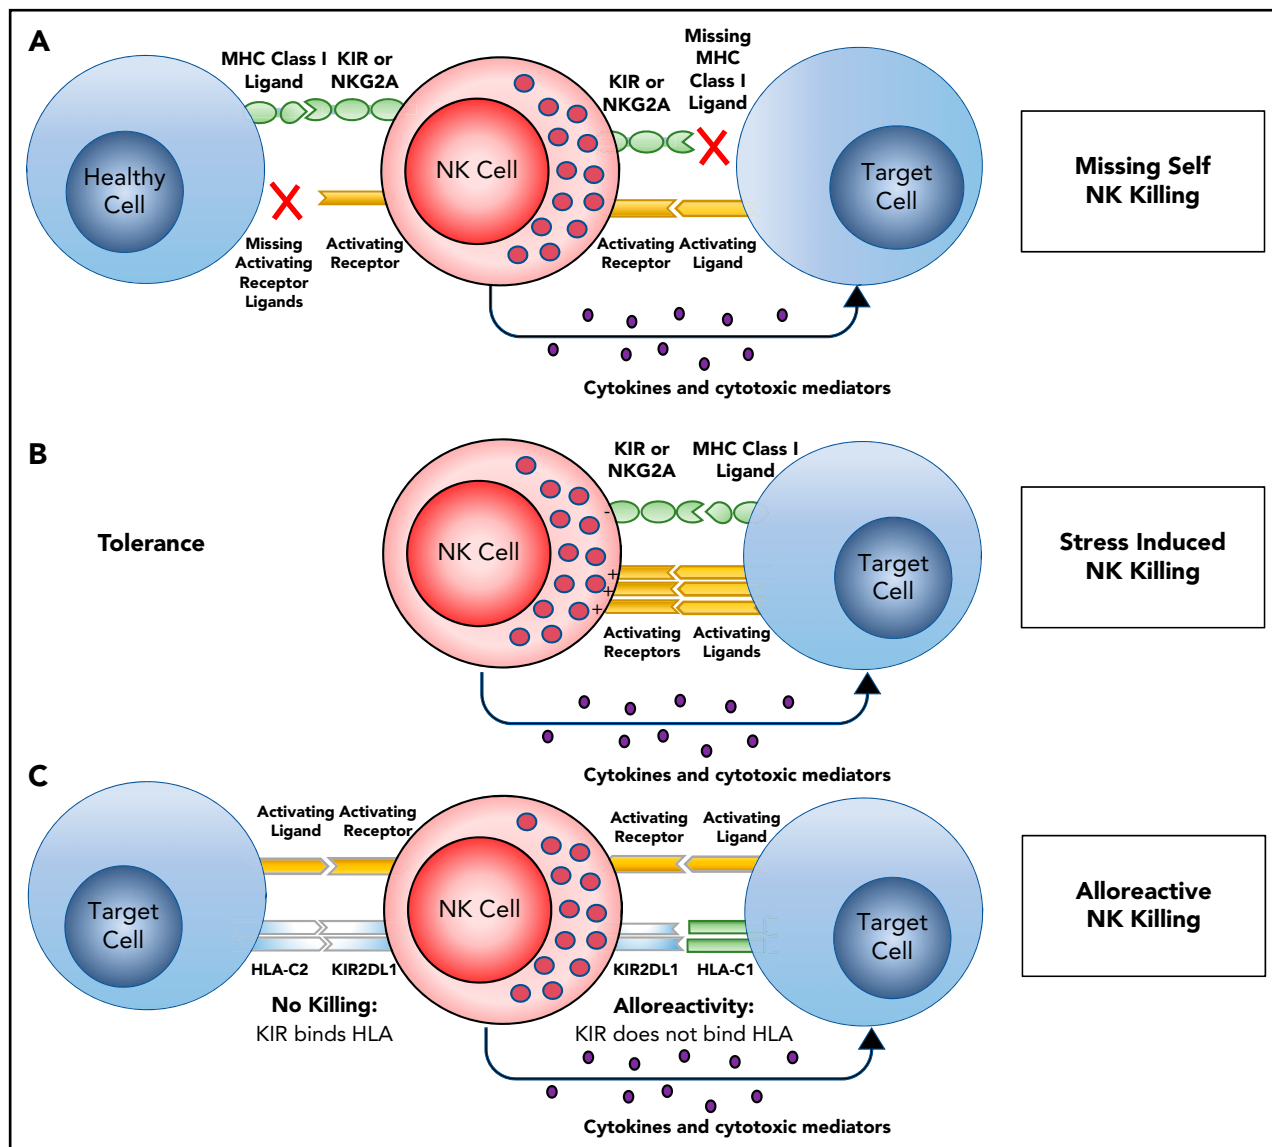 A
MHC Class I
Ligand
KIR or
NKG2A
Healthy
Cell
Missing
Activating
Receptor
Ligands
Activating
Receptor
NK Cell
KIR or
NKG2A
Missing
MHC
Class I
Ligand
Activating
Receptor
Activating
Ligand
Target
Cell
Cytokines and cytotoxic mediators
Missing Self
NK Killing
B
Tolerance
NK Cell
KIR or
NKG2A
MHC Class I
Ligand
-
+
+
+
Activating
Receptors
Activating
Ligands
Target
Cell
Cytokines and cytotoxic mediators
Stress Induced
NK Killing
C
Target
Cell
Activating
Ligand
Activating
Receptor
HLA-C2
KIR2DL1
No Killing:
KIR binds HLA
NK Cell
Activating
Receptor
Activating
Ligand
KIR2DL1
HLA-C1
Alloreactivity:
KIR does not bind HLA
Target
Cell
Cytokines and cytotoxic mediators
Alloreactive
NK Killing